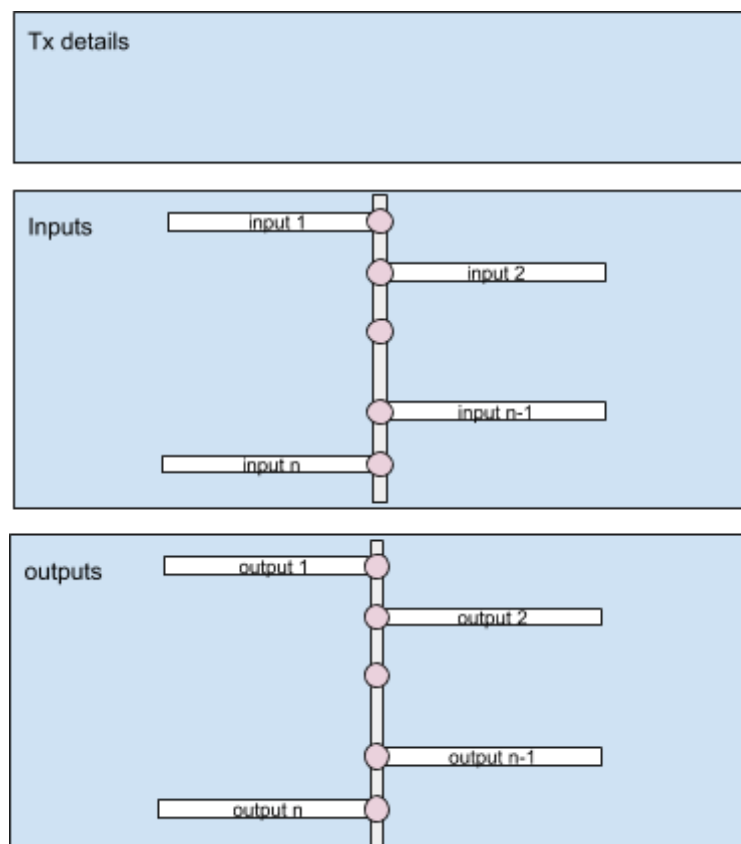 Tx details
Inputs
input 1
input 2
input n-1
input n
outputs
output 1
output 2
output n-1
output n